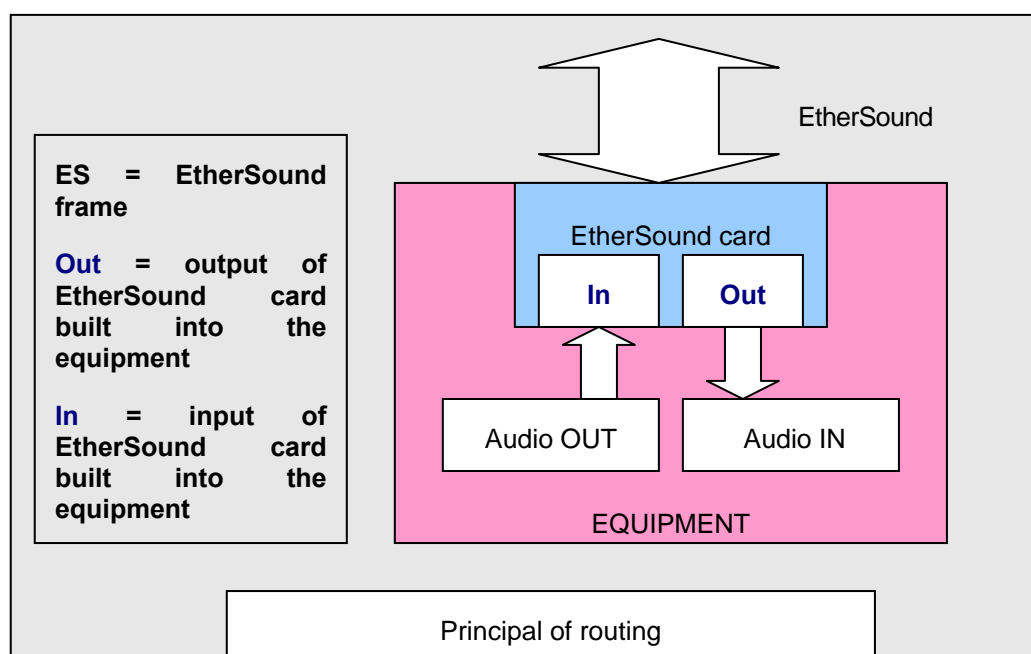 EtherSound
ES = EtherSound
frame
Out = output of
EtherSound card
built into the
equipment
In = input of
EtherSound card
built into the
equipment
EtherSound card
In Out
Audio OUT Audio IN
EQUIPMENT
Principal of routing